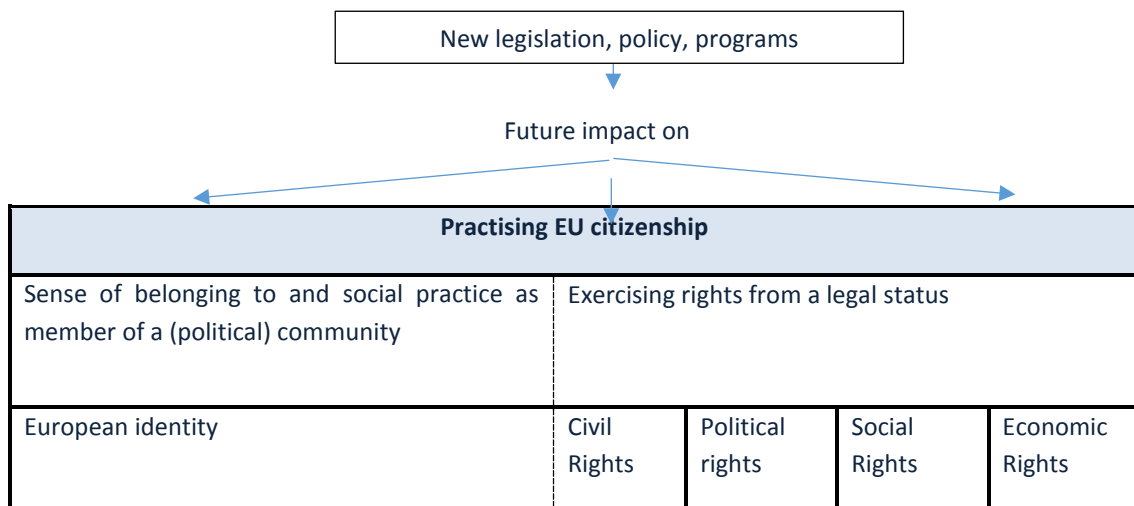 New legislation, policy, programs
Future impact on
Practising EU citizenship
Sense of belonging to and social practice as
member of a (political) community
Exercising rights from a legal status
European identity
Civil
Rights
Political
rights
Social
Rights
Economic
Rights